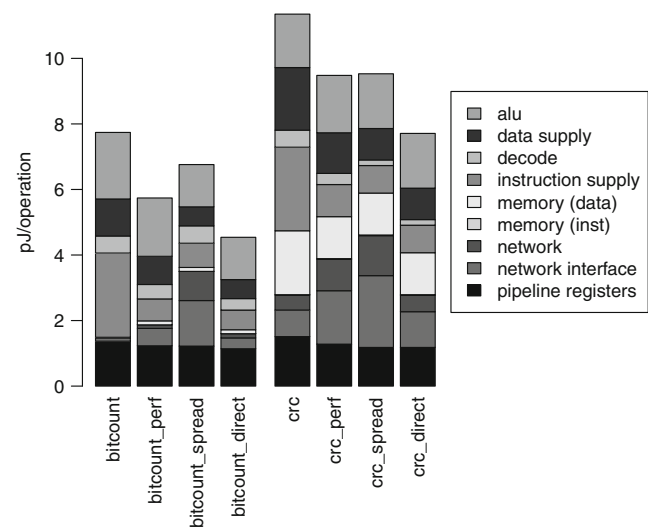 pJ/operation
10
8
6
4
2
0
bitcount
bitcount_perf
bitcount_spread
bitcount_direct
crc
crc_perf
crc_spread
crc_direct
alu
data supply
decode
instruction supply
memory (data)
memory (inst)
network
network interface
pipeline registers